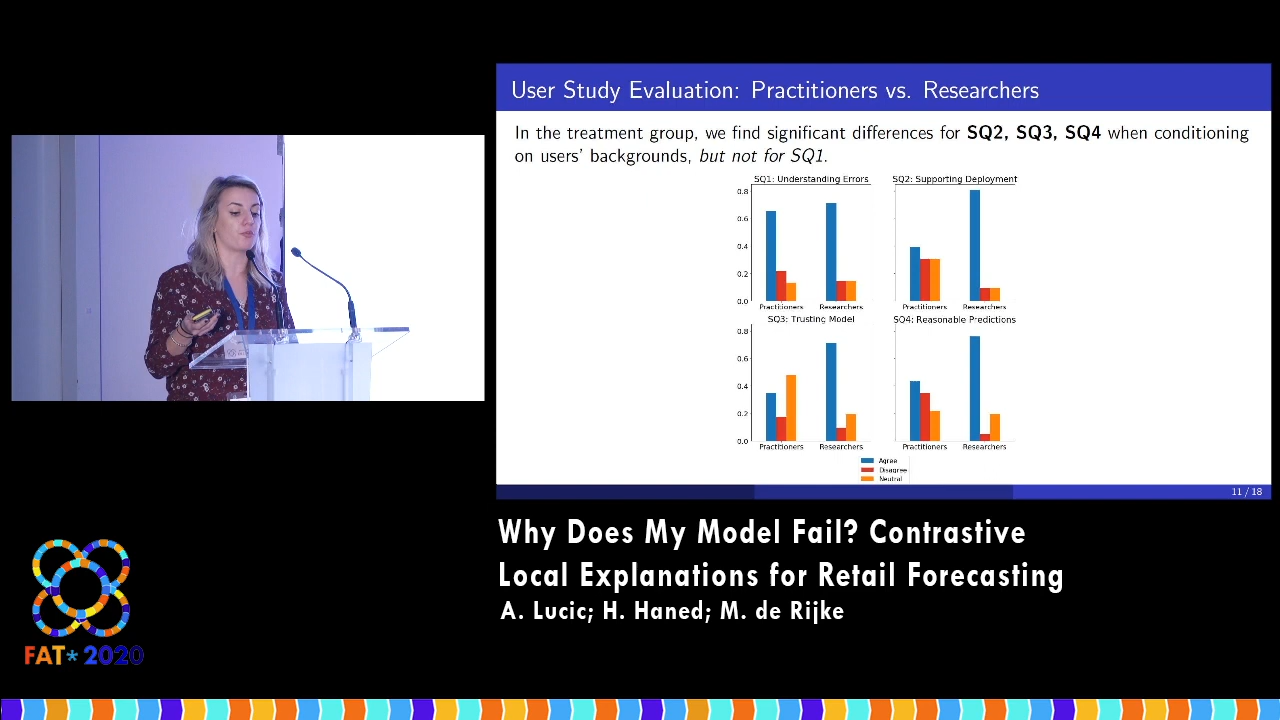 User Study Evaluation: Practitioners vs. Researchers
In the treatment group, we find significant differences for SQ2, SQ3, SQ4 when conditioning
on users' backgrounds, but not for SQ1.
SQ1: Understanding Errors
SQ2: Supporting Deployment
0.8
0.6
0.4
0.2
0.0
Practitioners
Researchers
Practitioners
Researchers
SQ3: Trusting Model
SQ4: Reasonable Predictions
0.8
0.6
0.4
0.2
0.0
Practitioners
Researchers
Practitioners
Researchers
Agree
Disagree
Neutral
11 / 18
Why Does My Model Fail? Contrastive
Local Explanations for Retail Forecasting
A. Lucic; H. Haned; M. de Rijke
FAT* 2020